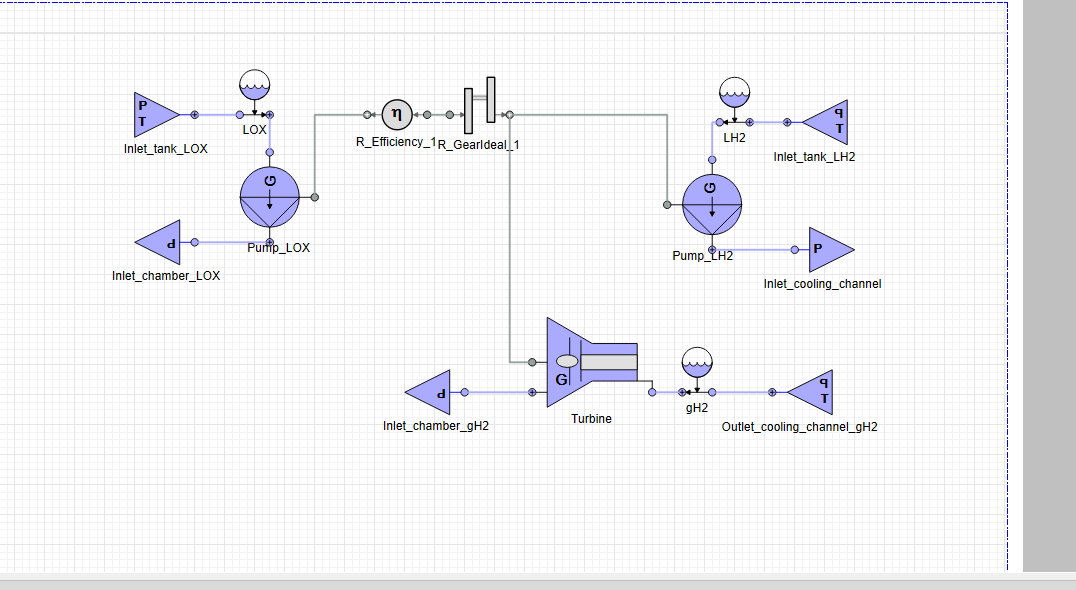 P
T
Inlet_tank_LOX
LOX
η
R_Efficiency_1
R_GearIdeal_1
LH2
q
T
Inlet_tank_LH2
G
Pump_LOX
P
Inlet_chamber_LOX
G
Pump_LH2
P
Inlet_cooling_channel
G
Turbine
P
Inlet_chamber_gH2
gH2
q
T
Outlet_cooling_channel_gH2